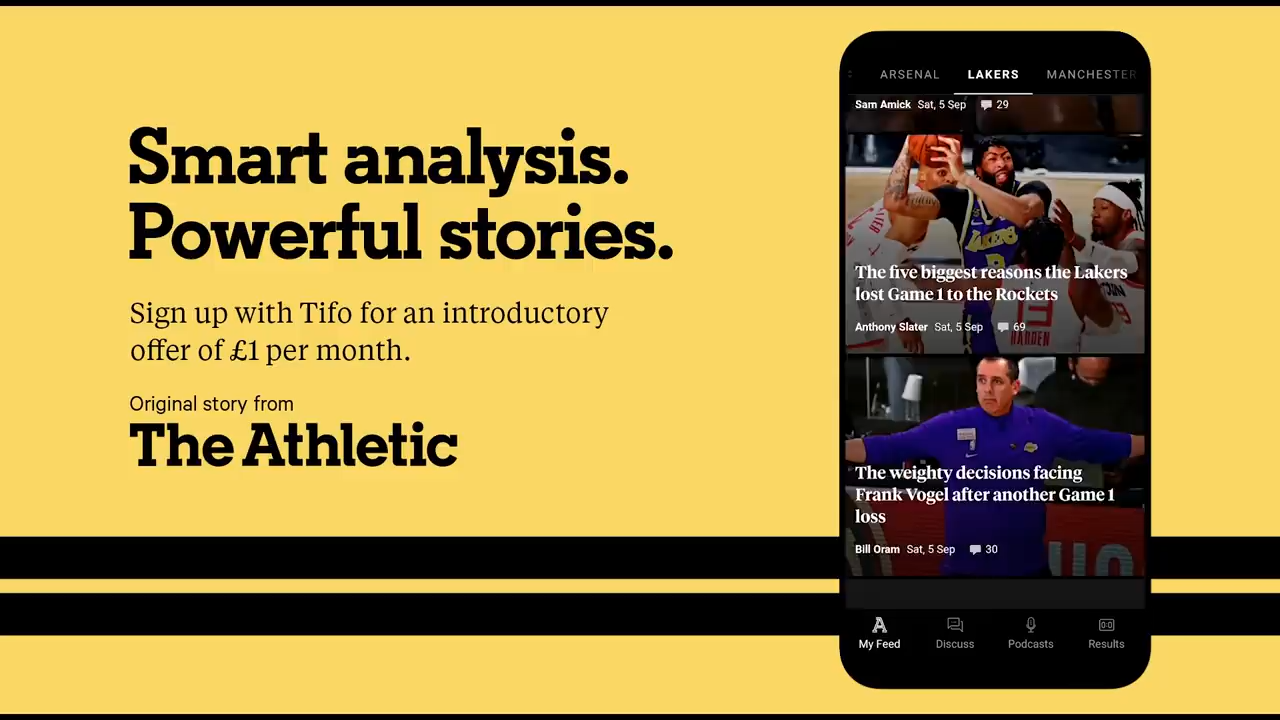 Smart analysis.
Powerful stories.
Sign up with Tifo for an introductory
offer of £1 per month.
Original story from
The Athletic
ARSENAL LAKERS MANCHESTER
Sam Amick Sat, 5 Sep 29
LAKERS
The five biggest reasons the Lakers
lost Game 1 to the Rockets
13
HARDEN
Anthony Slater Sat, 5 Sep 69
The weighty decisions facing
Frank Vogel after another Game 1
loss
Bill Oram Sat, 5 Sep 30
My Feed Discuss Podcasts Results